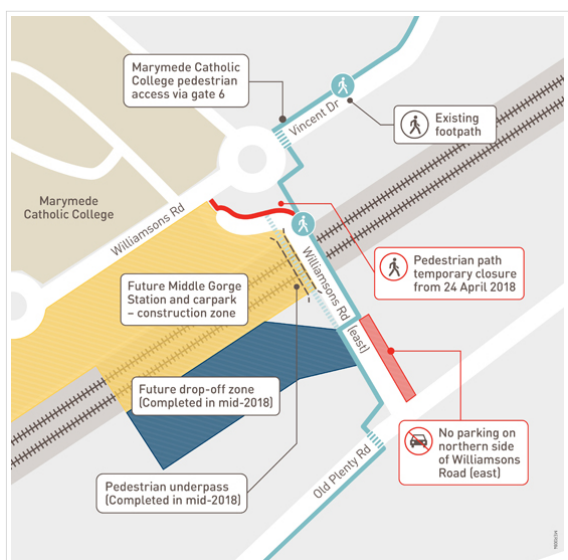 Marymede Catholic
College pedestrian
access via gate 6
Vincent Dr
Existing
footpath
Marymede
Catholic College
Williamsons Rd
Pedestrian path
temporary closure
from 24 April 2018
Williamsons Rd
(east)
Future Middle Gorge
Station and carpark
– construction zone
Future drop-off zone
(Completed in mid-2018)
No parking on
northern side
of Williamsons
Road (east)
Old Plenty Rd
Pedestrian underpass
(Completed in mid-2018)